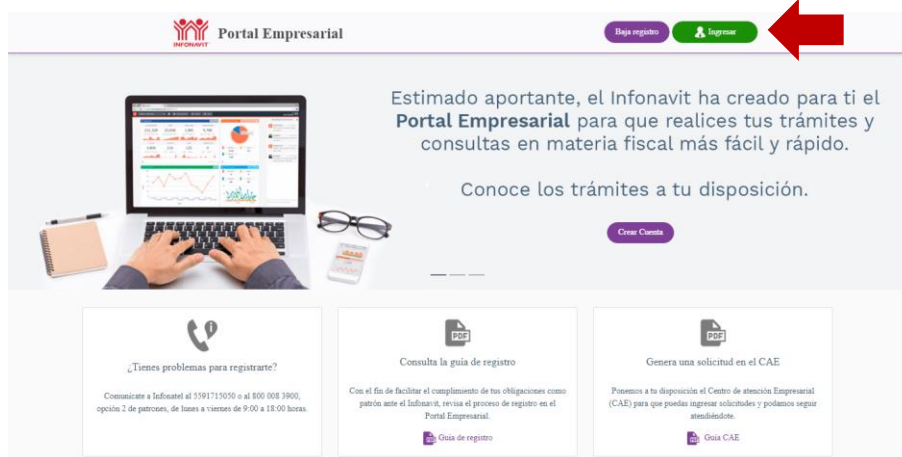 INFONAVIT
Portal Empresarial
Baja registro
Ingresar
Estimado aportante, el Infonavit ha creado para ti el
Portal Empresarial para que realices tus trámites y
consultas en materia fiscal más fácil y rápido.
Conoce los trámites a tu disposición.
Crear Cuenta
¿Tienes problemas para registrarte?
Comunícate a Infonatel al 5591715050 o al 800 008 3900,
opción 2 de patrones, de lunes a viernes de 9:00 a 18:00 horas.
PDF
Consulta la guía de registro
Con el fin de facilitar el cumplimiento de tus obligaciones como
patrón ante el Infonavit, revisa el proceso de registro en el
Portal Empresarial.
Guía de registro
PDF
Genera una solicitud en el CAE
Ponemos a tu disposición el Centro de atención Empresarial
(CAE) para que puedas ingresar solicitudes y podamos seguir
atendiéndote.
Guía CAE